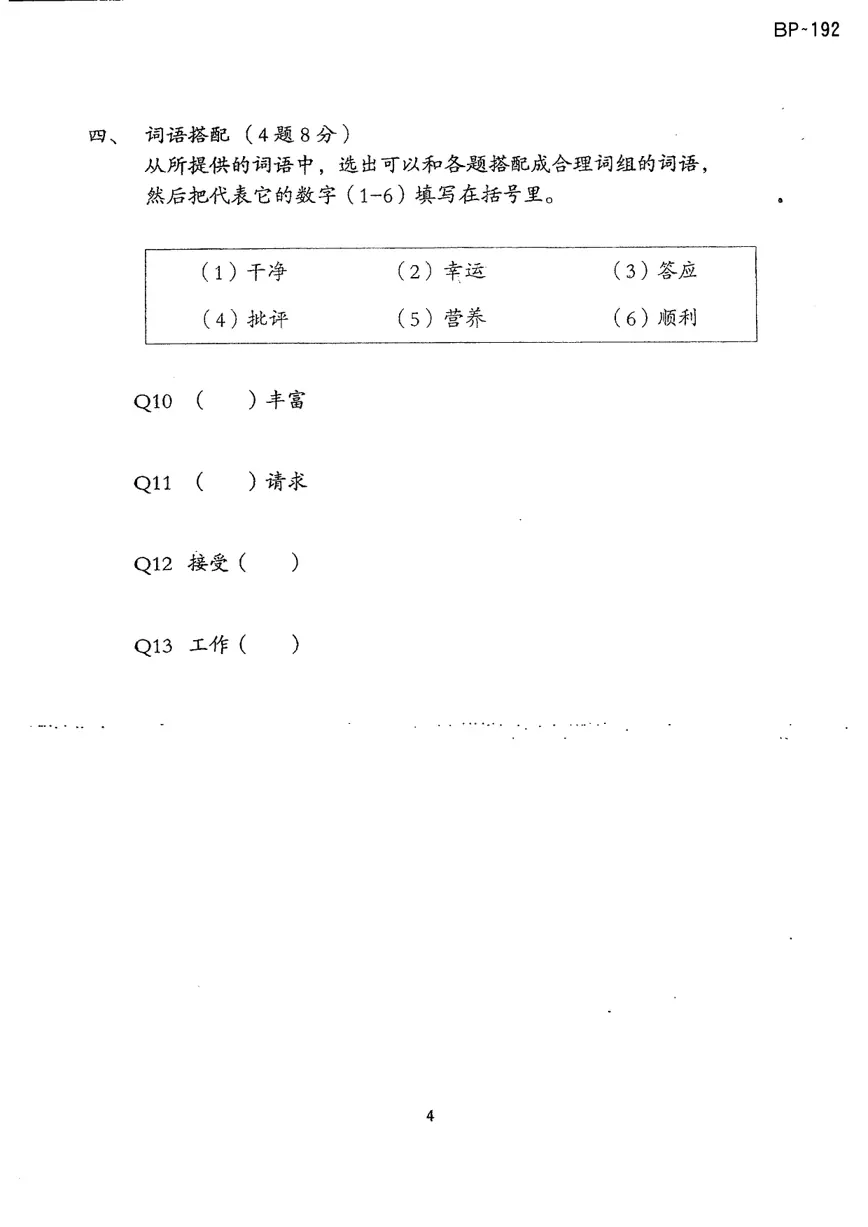 BP-192
四、 词语搭配（4题8分）
从所提供的词语中，选出可以和各题搭配成合理词组的词语，
然后把代表它的数字（1-6）填写在括号里。
（1）干净 （2）幸运 （3）答应
（4）批评 （5）营养 （6）顺利
Q10 （ ）丰富
Q11 （ ）请求
Q12 接受（ ）
Q13 工作（ ）
4